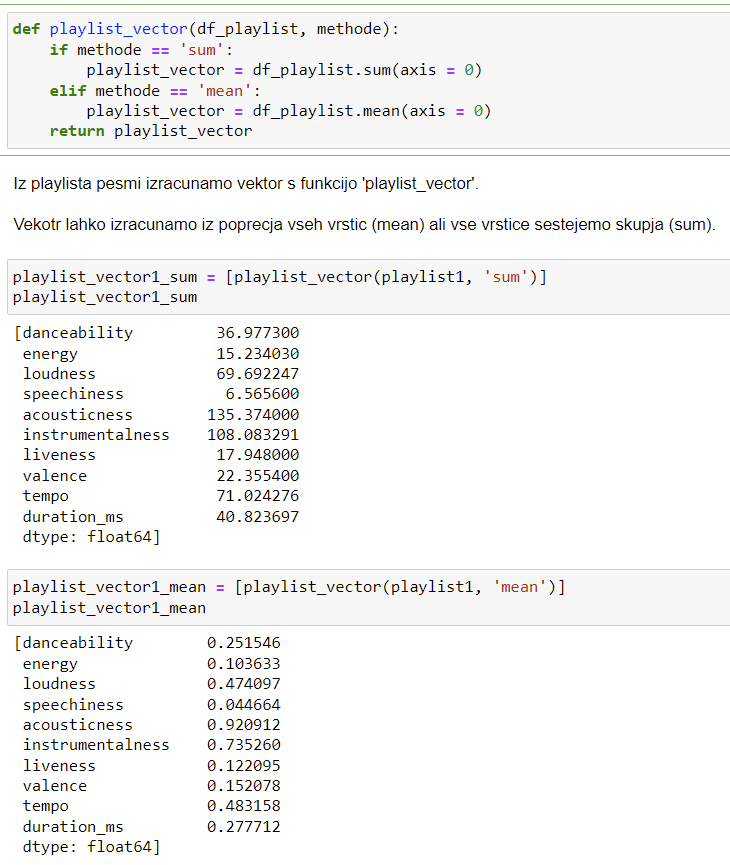 def playlist_vector(df_playlist, methode):
    if methode == 'sum':
        playlist_vector = df_playlist.sum(axis = 0)
    elif methode == 'mean':
        playlist_vector = df_playlist.mean(axis = 0)
    return playlist_vector
Iz playlista pesmi izracunamo vektor s funkcijo 'playlist_vector'.
Vekotr lahko izracunamo iz poprecja vseh vrstic (mean) ali vse vrstice sestejemo skupja (sum).
playlist_vector1_sum = [playlist_vector(playlist1, 'sum')]
playlist_vector1_sum
[danceability         36.977300
 energy               15.234030
 loudness             69.692247
 speechiness           6.565600
 acousticness        135.374000
 instrumentalness    108.083291
 liveness             17.948000
 valence              22.355400
 tempo                71.024276
 duration_ms          40.823697
 dtype: float64]
playlist_vector1_mean = [playlist_vector(playlist1, 'mean')]
playlist_vector1_mean
[danceability        0.251546
 energy              0.103633
 loudness            0.474097
 speechiness         0.044664
 acousticness        0.920912
 instrumentalness    0.735260
 liveness            0.122095
 valence             0.152078
 tempo               0.483158
 duration_ms         0.277712
 dtype: float64]